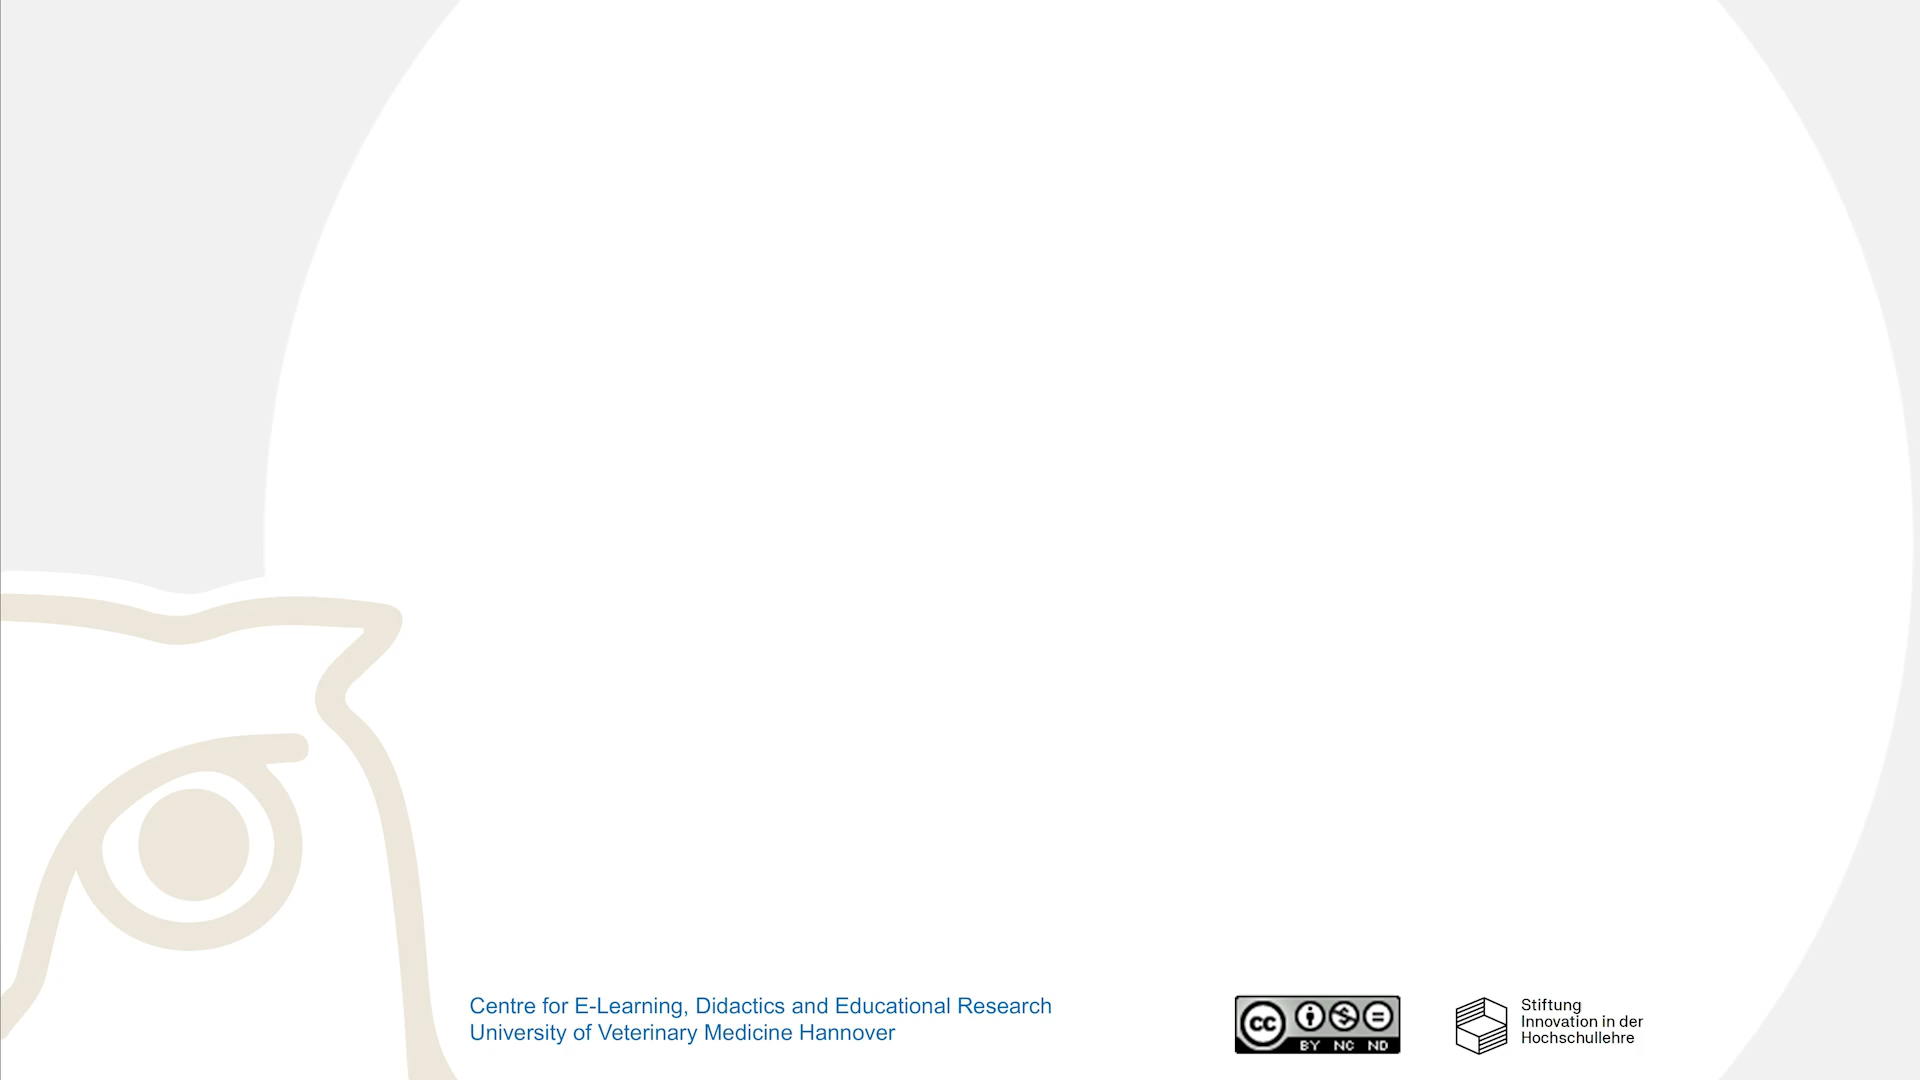 Centre for E-Learning, Didactics and Educational Research
University of Veterinary Medicine Hannover
cc
BY NC ND
Stiftung
Innovation in der
Hochschullehre